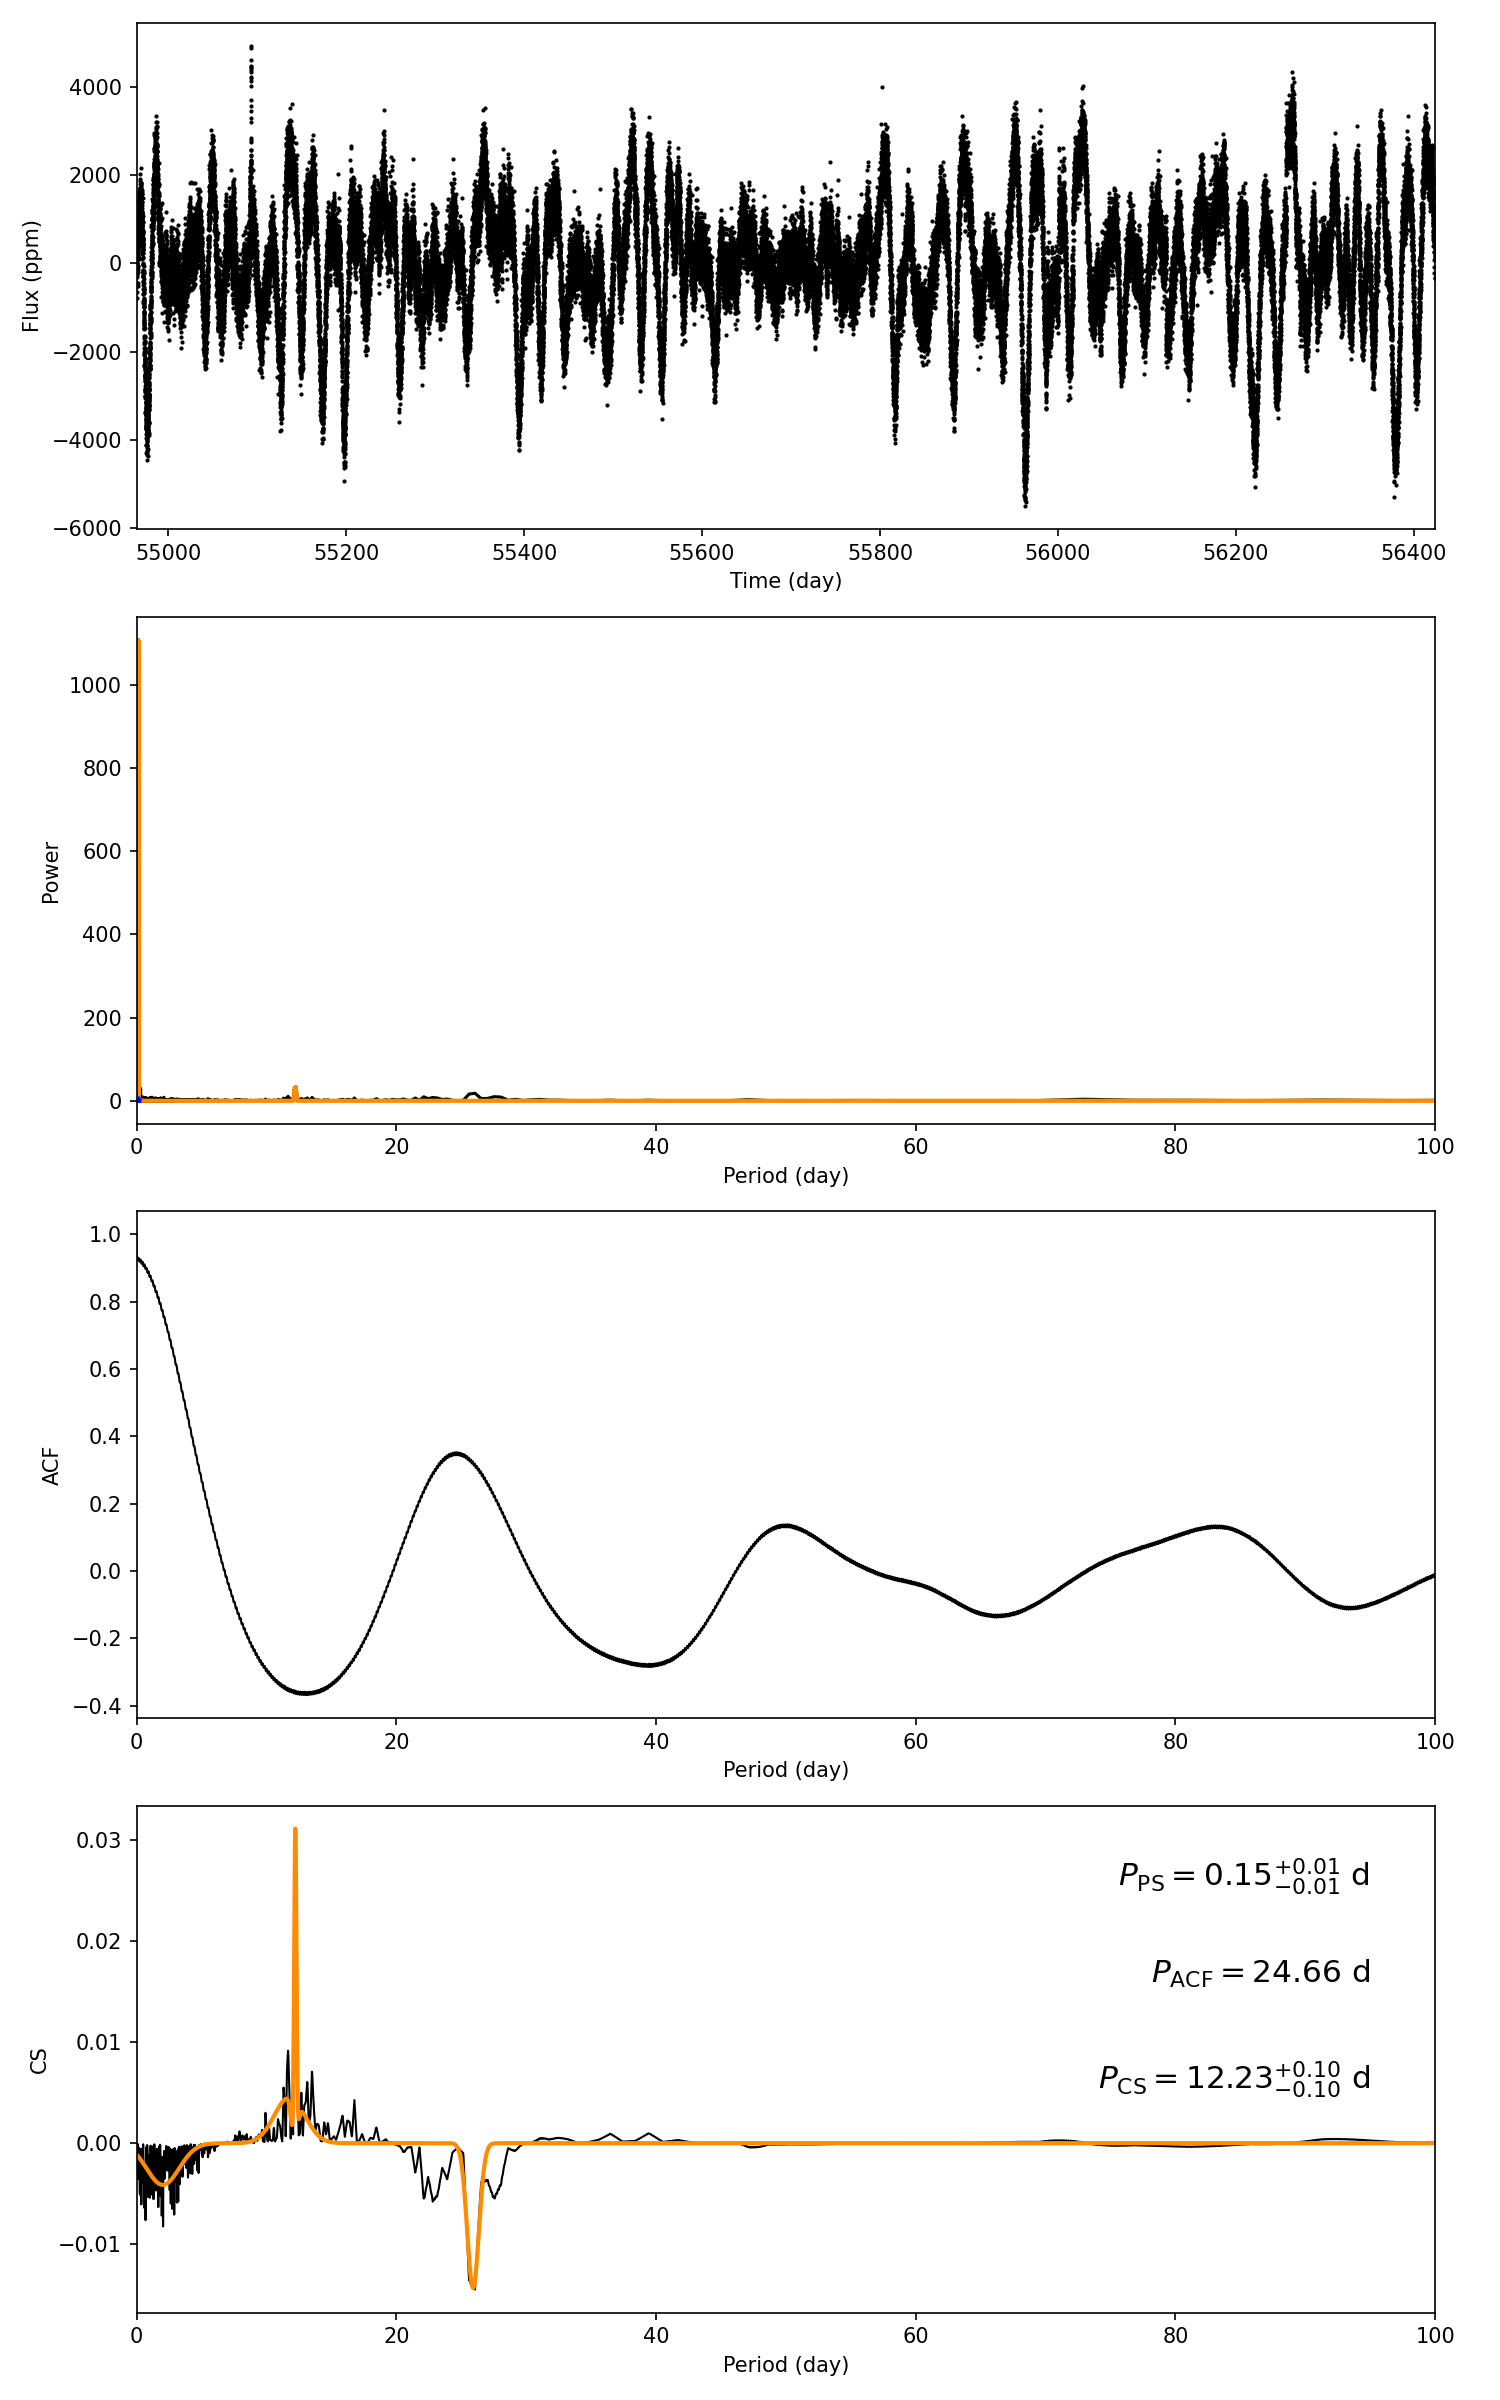 4000
2000
0
−2000
−4000
−6000
Flux (ppm)
55000 55200 55400 55600 55800 56000 56200 56400
Time (day)
1000
800
600
400
200
0
Power
0 20 40 60 80 100
Period (day)
1.0
0.8
0.6
0.4
0.2
0.0
−0.2
−0.4
ACF
0 20 40 60 80 100
Period (day)
0.03
0.02
0.01
0.00
−0.01
CS
P_PS = 0.15^{+0.01}_{−0.01} d
P_ACF = 24.66 d
P_CS = 12.23^{+0.10}_{−0.10} d
0 20 40 60 80 100
Period (day)